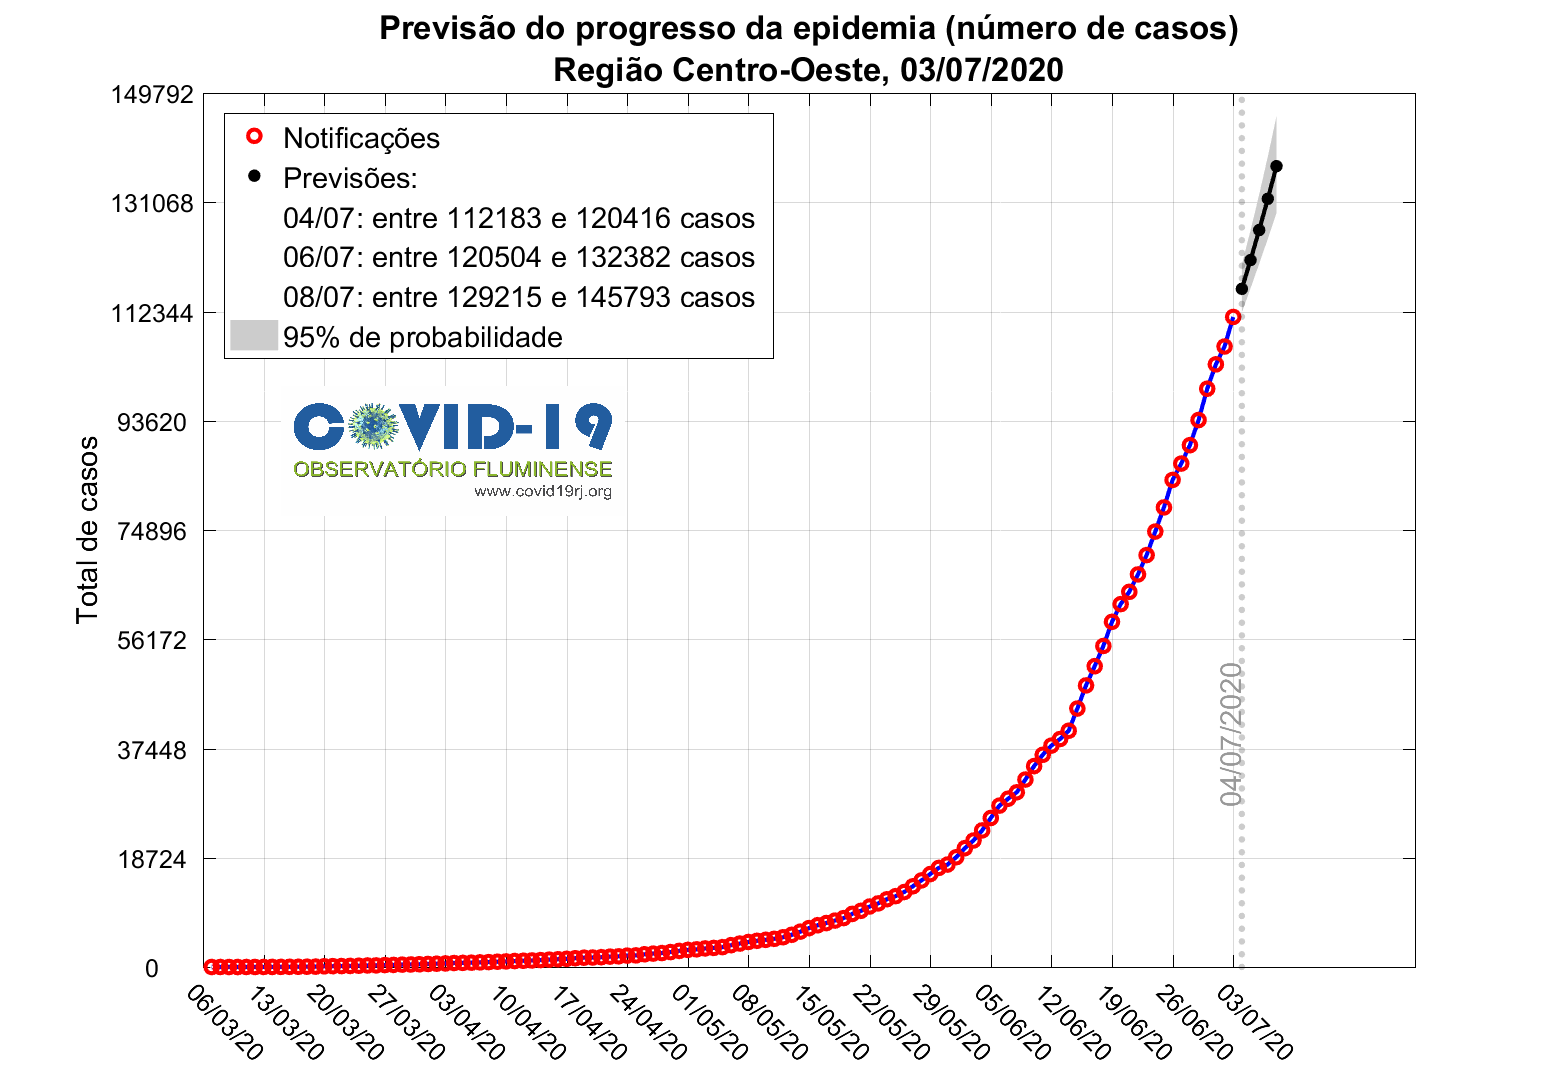 Previsão do progresso da epidemia (número de casos)
Região Centro-Oeste, 03/07/2020
149792
131068
112344
93620
74896
56172
37448
18724
0
Total de casos
Notificações
Previsões:
04/07: entre 112183 e 120416 casos
06/07: entre 120504 e 132382 casos
08/07: entre 129215 e 145793 casos
95% de probabilidade
COVID-19
OBSERVATÓRIO FLUMINENSE
www.covid19rj.org
04/07/2020
06/03/20
13/03/20
20/03/20
27/03/20
03/04/20
10/04/20
17/04/20
24/04/20
01/05/20
08/05/20
15/05/20
22/05/20
29/05/20
05/06/20
12/06/20
19/06/20
26/06/20
03/07/20